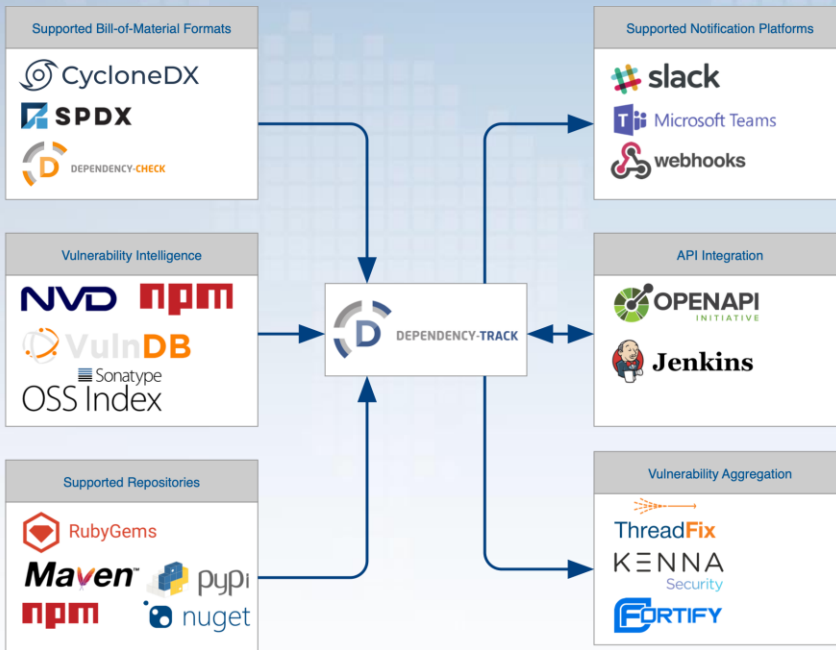 Supported Bill-of-Material Formats
CycloneDX
SPDX
D DEPENDENCY-CHECK
Vulnerability Intelligence
NVD npm
VulnDB
Sonatype
OSS Index
Supported Repositories
RubyGems
Maven™ pypi
npm nuget
D DEPENDENCY-TRACK
Supported Notification Platforms
slack
T Microsoft Teams
webhooks
API Integration
OPENAPI
INITIATIVE
Jenkins
Vulnerability Aggregation
ThreadFix
KENNA
Security
FORTIFY